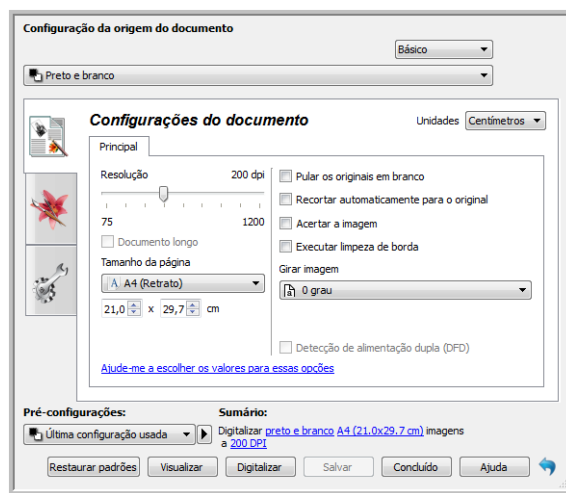 Configuração da origem do documento
Básico
Preto e branco
Configurações do documento
Unidades Centímetros
Principal
Resolução 200 dpi
75 1200
Documento longo
Tamanho da página
A4 (Retrato)
21,0 x 29,7 cm
Pular os originais em branco
Recortar automaticamente para o original
Acertar a imagem
Executar limpeza de borda
Girar imagem
0 grau
Detecção de alimentação dupla (DFD)
Ajude-me a escolher os valores para essas opções
Pré-configurações:
Última configuração usada
Sumário:
Digitalizar preto e branco A4 (21.0x29.7 cm) imagens
a 200 DPI
Restaurar padrões Visualizar Digitalizar Salvar Concluído Ajuda